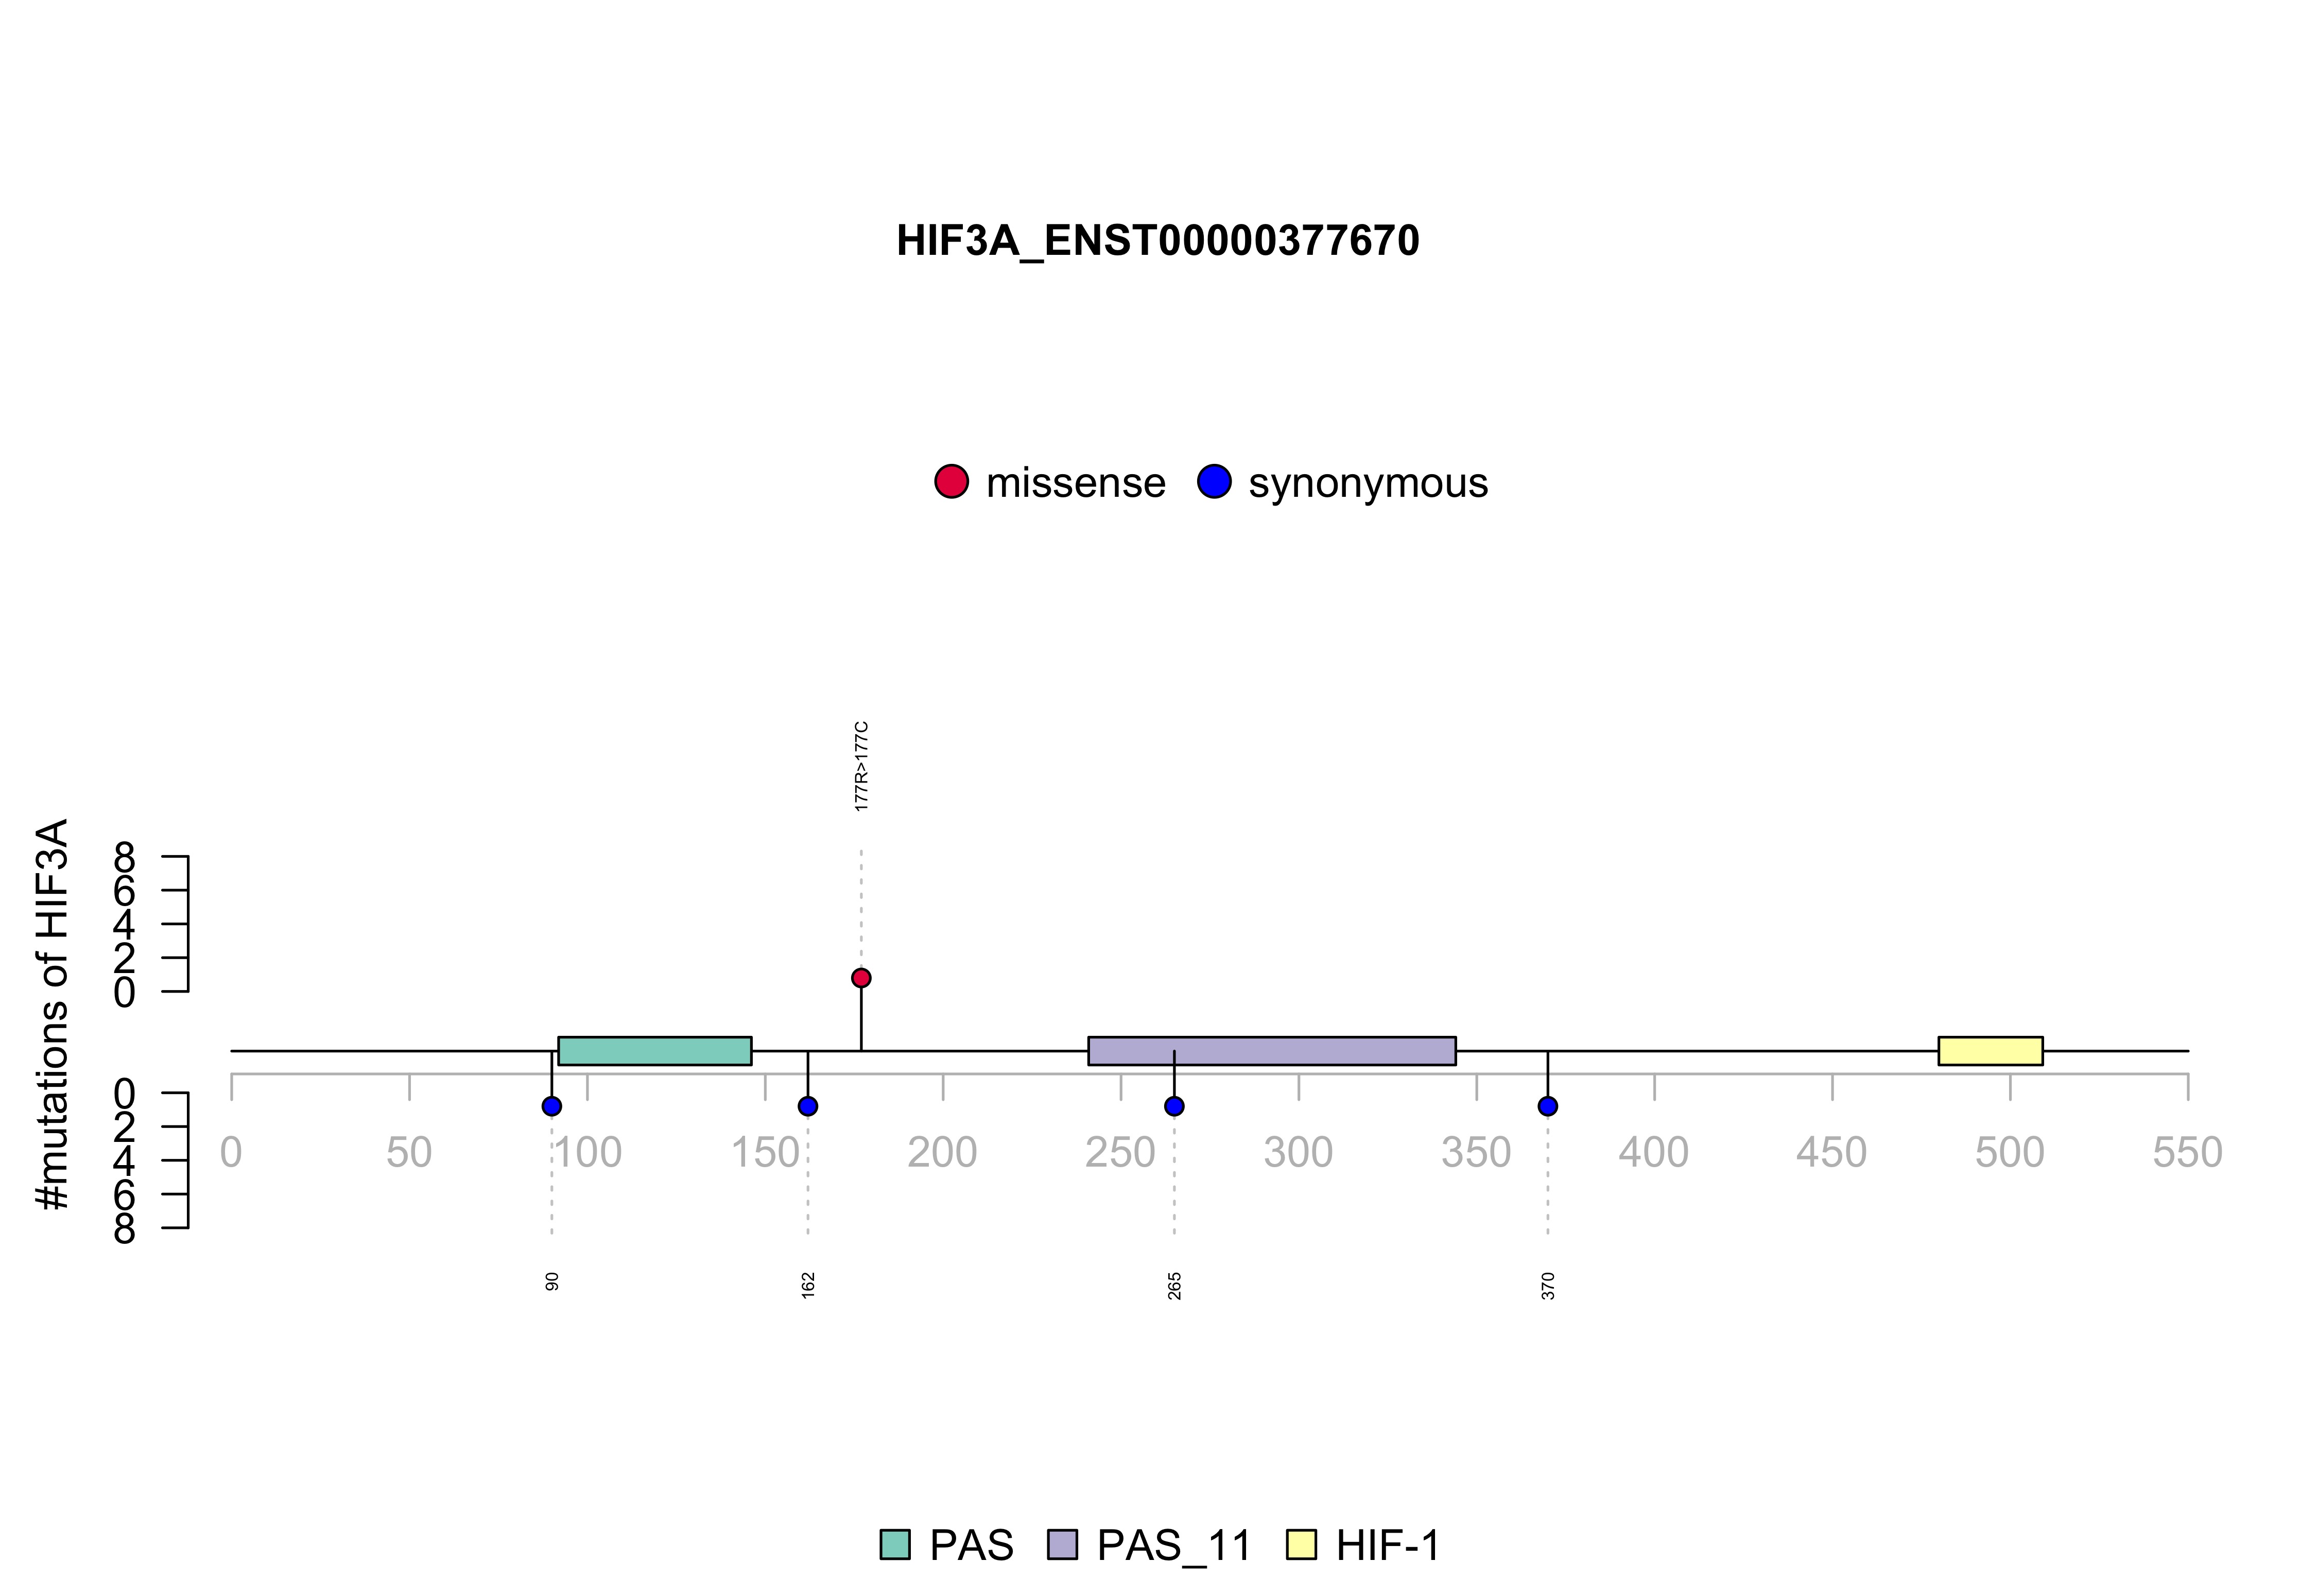 HIF3A_ENST00000377670
missense synonymous
177R>177C
#mutations of HIF3A
8
6
4
2
0
0
2
4
6
8
0 50 100 150 200 250 300 350 400 450 500 550
90 162 265 370
PAS PAS_11 HIF-1